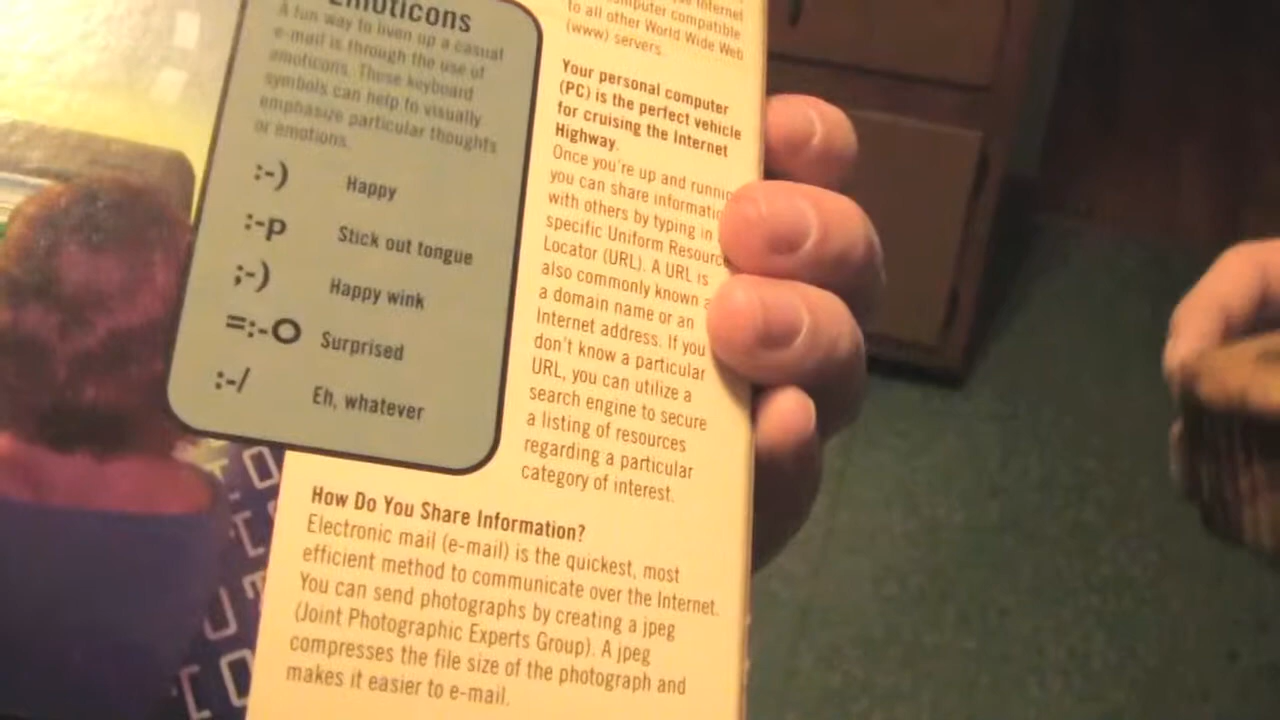 Emoticons
A fun way to liven up a casual
e-mail is through the use of
emoticons. These keyboard
symbols can help to visually
emphasize particular thoughts
or emotions.
:-) Happy
:-p Stick out tongue
;-) Happy wink
=:-O Surprised
:-/ Eh, whatever
Internet
computer compatible
to all other World Wide Web
(www) servers.
Your personal computer
(PC) is the perfect vehicle
for cruising the Internet
Highway.
Once you're up and runnin
you can share informatio
with others by typing in
specific Uniform Resourc
Locator (URL). A URL is
also commonly known a
a domain name or an
Internet address. If you
don't know a particular
URL, you can utilize a
search engine to secure
a listing of resources
regarding a particular
category of interest.
How Do You Share Information?
Electronic mail (e-mail) is the quickest, most
efficient method to communicate over the Internet.
You can send photographs by creating a jpeg
(Joint Photographic Experts Group). A jpeg
compresses the file size of the photograph and
makes it easier to e-mail.